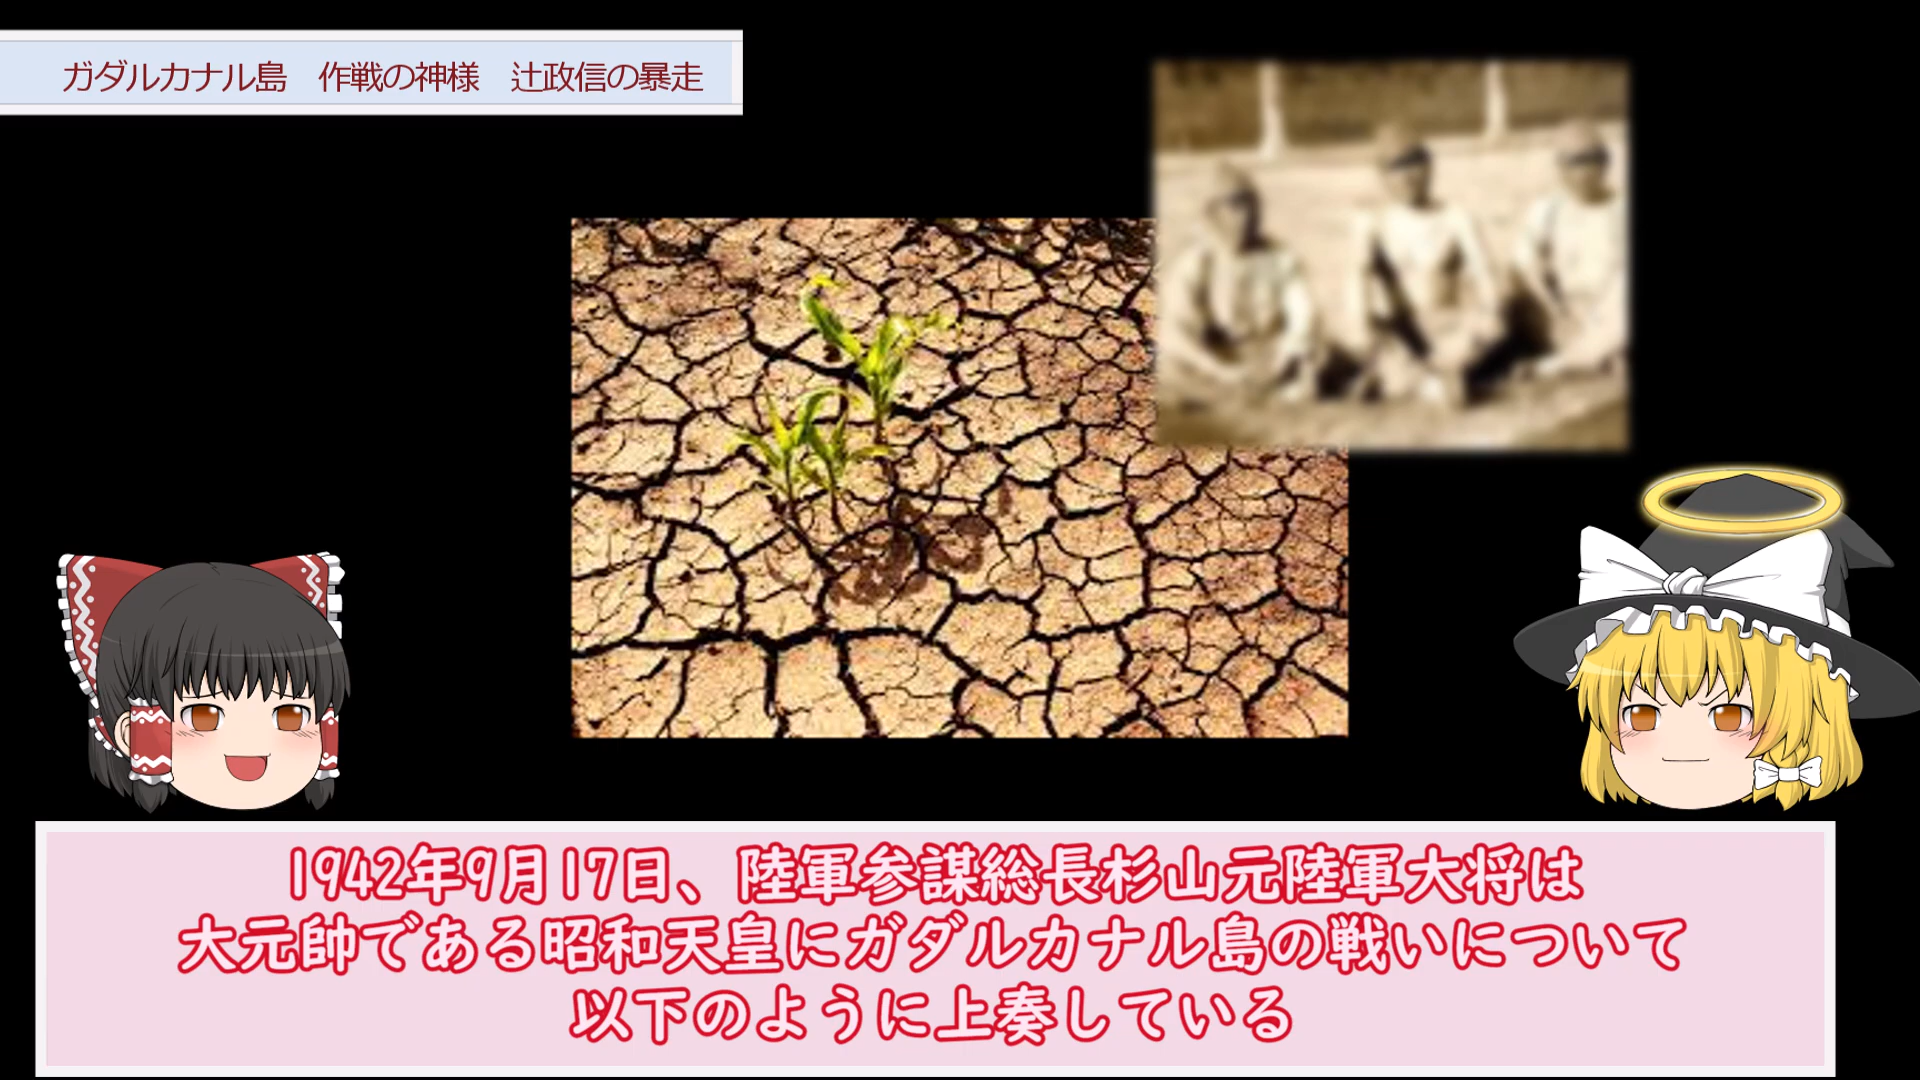 ガダルカナル島　作戦の神様　辻政信の暴走
1942年9月17日、陸軍参謀総長杉山元陸軍大将は
大元帥である昭和天皇にガダルカナル島の戦いについて
以下のように上奏している